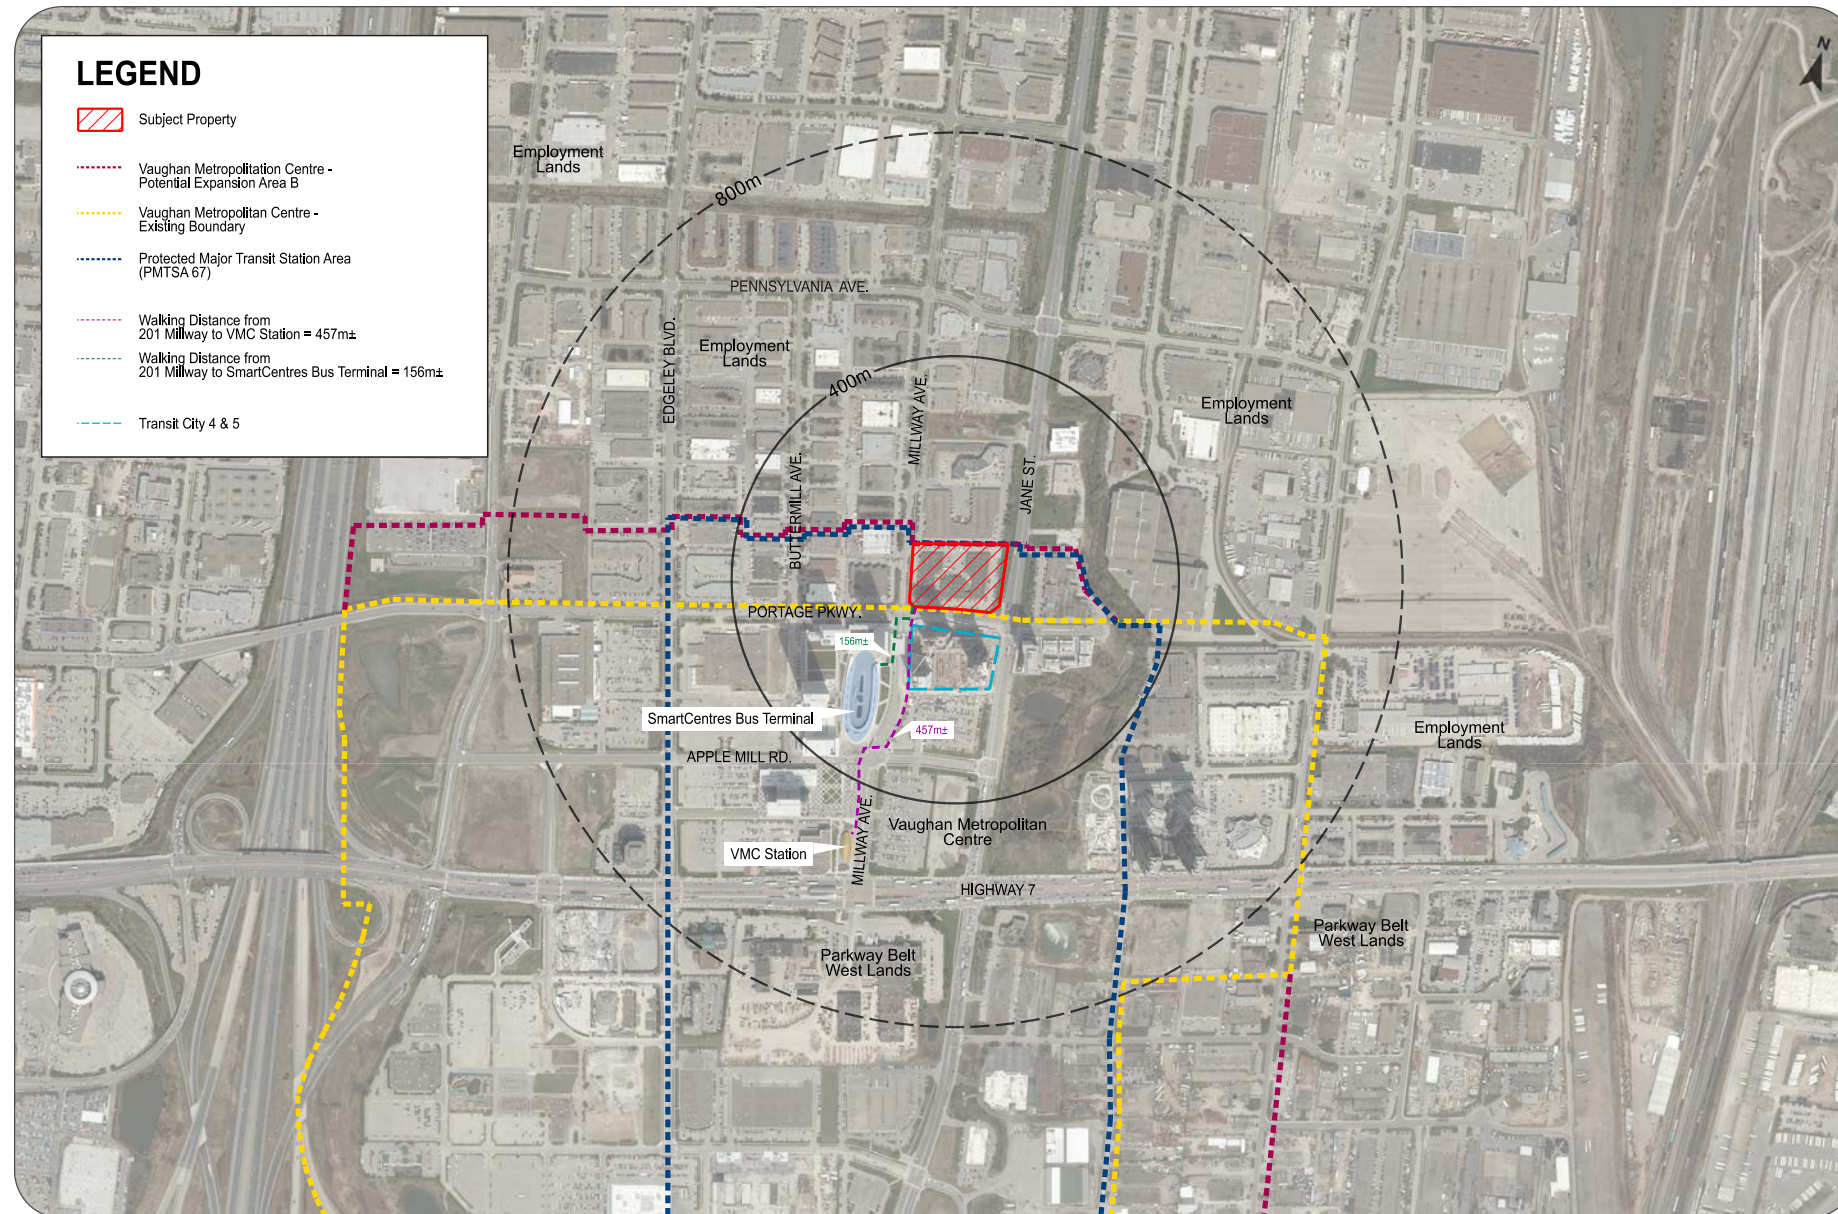 LEGEND
Subject Property
Vaughan Metropolitation Centre -
Potential Expansion Area B
Vaughan Metropolitan Centre -
Existing Boundary
Protected Major Transit Station Area
(PMTSA 67)
Walking Distance from
201 Millway to VMC Station = 457m±
Walking Distance from
201 Millway to SmartCentres Bus Terminal = 156m±
Transit City 4 & 5
N
Employment
Lands
800m
PENNSYLVANIA AVE.
EDGELEY BLVD.
Employment
Lands
400m
MILLWAY AVE.
Employment
Lands
BUTTERMILL AVE.
JANE ST.
PORTAGE PKWY.
156m±
SmartCentres Bus Terminal
457m±
Employment
Lands
APPLE MILL RD.
MILLWAY AVE.
Vaughan Metropolitan
Centre
VMC Station
HIGHWAY 7
Parkway Belt
West Lands
Parkway Belt
West Lands